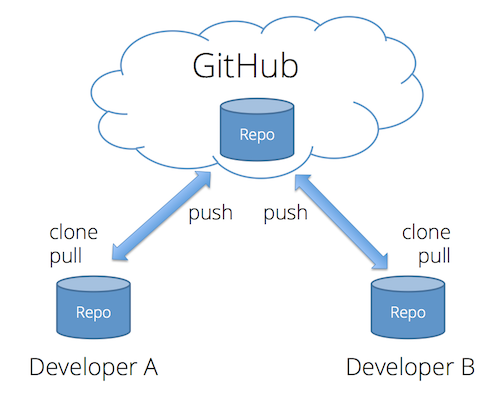 GitHub
Repo
push push
clone
pull
clone
pull
Repo
Repo
Developer A
Developer B